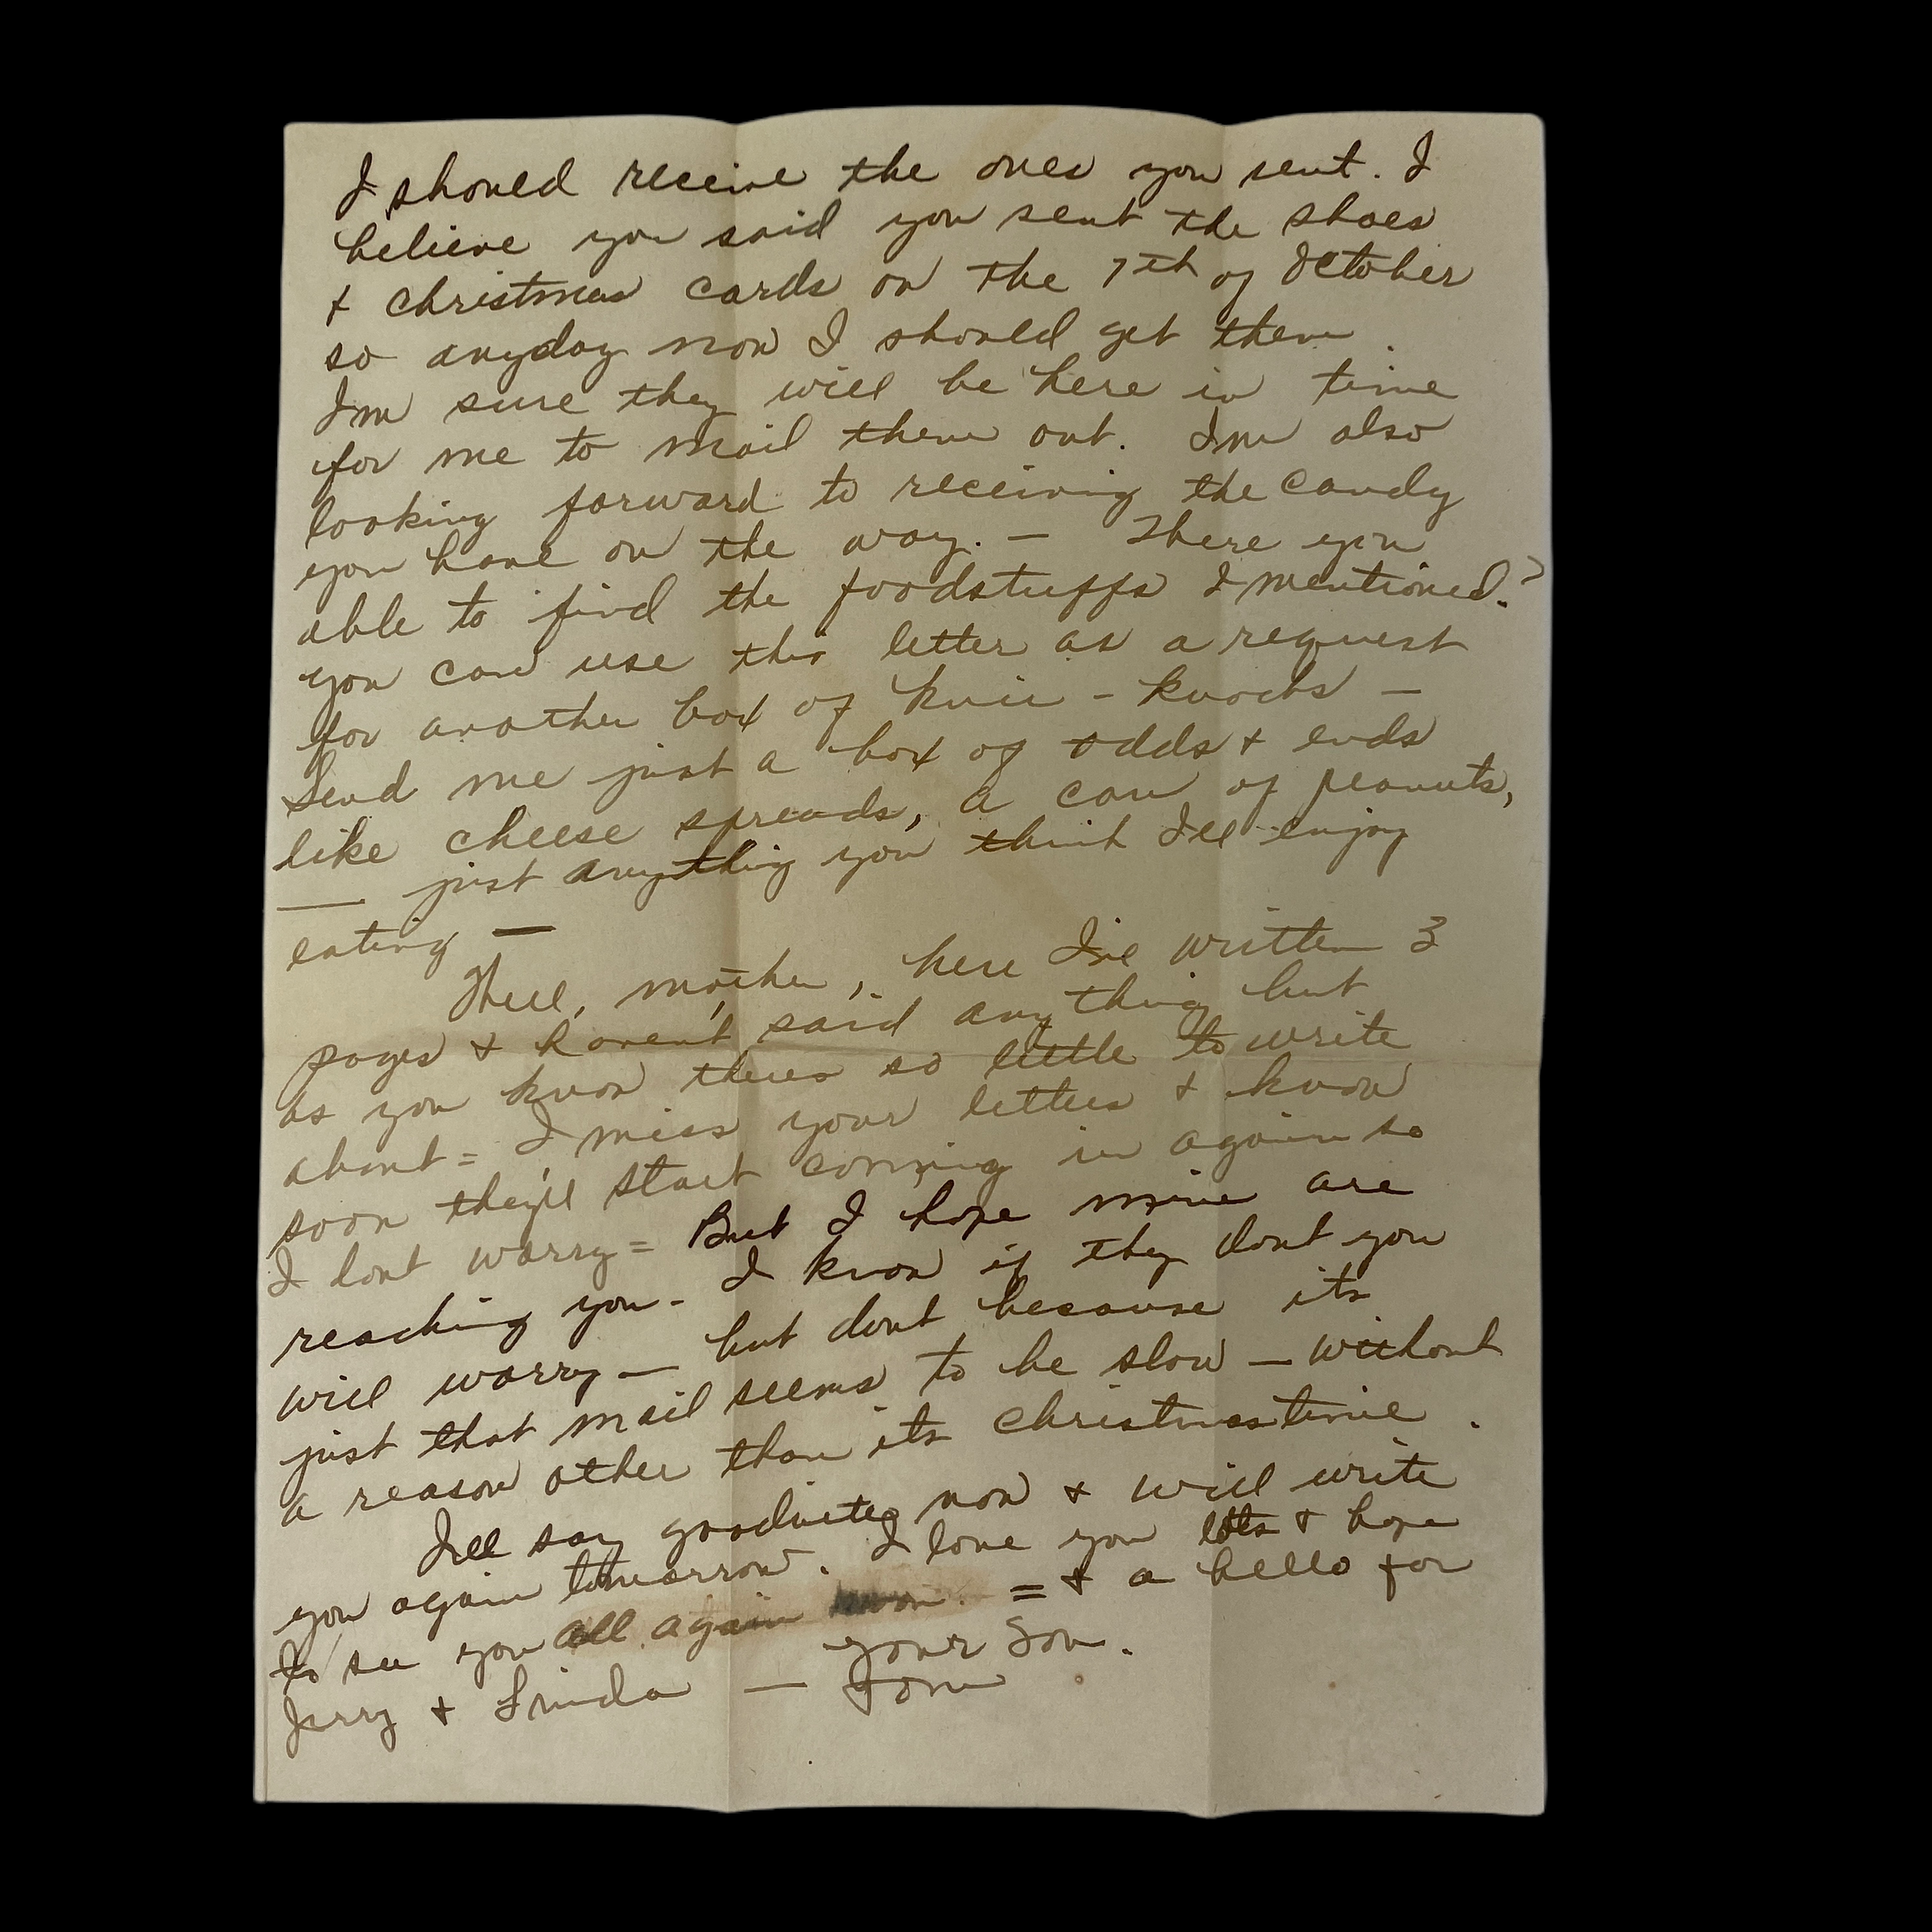 I should receive the ones you sent. I
believe you said you sent the shoes
+ Christmas cards on the 7th of October
so anyday now I should get them.
Im sure they will be here in time
for me to mail them out. Im also
looking forward to receiving the candy
you have on the way. — Were you
able to find the foodstuffs I mentioned?
you can use this letter as a request
for another box of knic - knacks —
Send me just a box of odds + ends
like cheese spreads, a can of peanuts,
— just anything you think I'll enjoy
eating —
Well, mother, here I've written 3
pages + haven't said anything but
as you know theres so little to write
about = I miss your letters + know
soon they'll start coming in again so
I dont worry = But I hope mine are
reaching you - I know if they dont you
will worry — but dont because its
just that mail seems to be slow — without
a reason other than its Christmastime.
I'll say goodnite now + will write
you again tomorrow. I love you lots + hope
to see you all again = + a hello for
Jerry + Linda — your Son.
Tom